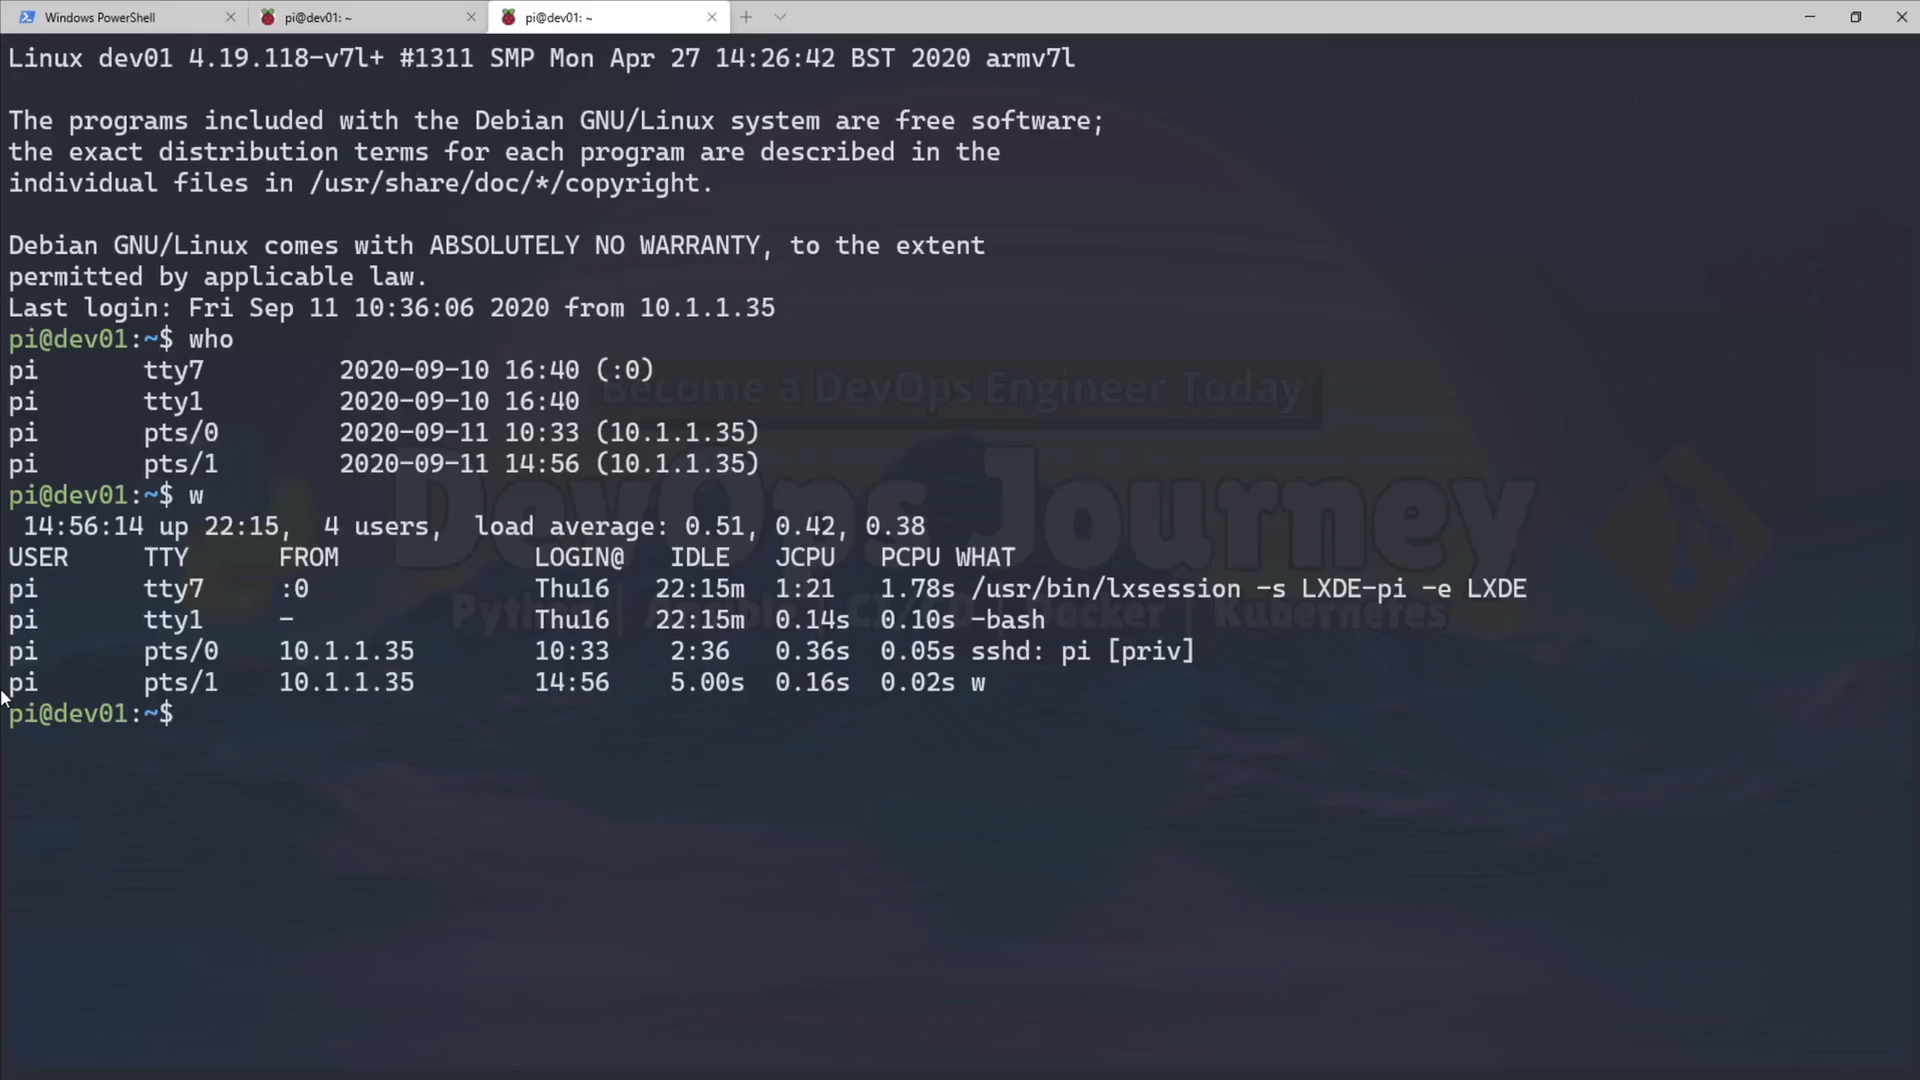 Windows PowerShell
pi@dev01: ~
pi@dev01: ~
Linux dev01 4.19.118-v7l+ #1311 SMP Mon Apr 27 14:26:42 BST 2020 armv7l
The programs included with the Debian GNU/Linux system are free software;
the exact distribution terms for each program are described in the
individual files in /usr/share/doc/*/copyright.
Debian GNU/Linux comes with ABSOLUTELY NO WARRANTY, to the extent
permitted by applicable law.
Last login: Fri Sep 11 10:36:06 2020 from 10.1.1.35
pi@dev01:~$ who
pi       tty7         2020-09-10 16:40 (:0)
pi       tty1         2020-09-10 16:40
pi       pts/0        2020-09-11 10:33 (10.1.1.35)
pi       pts/1        2020-09-11 14:56 (10.1.1.35)
pi@dev01:~$ w
 14:56:14 up 22:15,  4 users,  load average: 0.51, 0.42, 0.38
USER     TTY      FROM             LOGIN@   IDLE   JCPU   PCPU WHAT
pi       tty7     :0               Thu16   22:15m  1:21   1.78s /usr/bin/lxsession -s LXDE-pi -e LXDE
pi       tty1     -                Thu16   22:15m  0.14s  0.10s -bash
pi       pts/0    10.1.1.35        10:33    2:36   0.36s  0.05s sshd: pi [priv]
pi       pts/1    10.1.1.35        14:56    5.00s  0.16s  0.02s w
pi@dev01:~$
Become a DevOps Engineer Today
DevOps Journey
Python | Ansible | CI/CD | Docker | Kubernetes